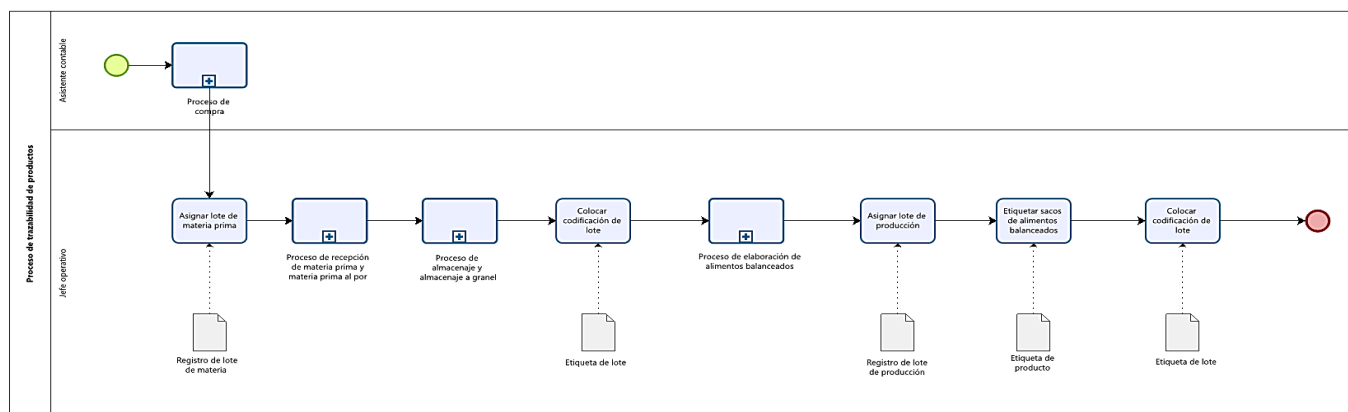 Proceso de trazabilidad de productos
Asistente contable
Proceso de
compra
Jefe operativo
Asignar lote de
materia prima
Proceso de recepción
de materia prima y
materia prima al por
Proceso de
almacenaje y
almacenaje a granel
Colocar
codificación de
lote
Proceso de elaboración de
alimentos balanceados
Asignar lote de
producción
Etiquetar sacos
de alimentos
balanceados
Colocar
codificación de
lote
Registro de lote
de materia
Etiqueta de lote
Registro de lote
de producción
Etiqueta de
producto
Etiqueta de lote